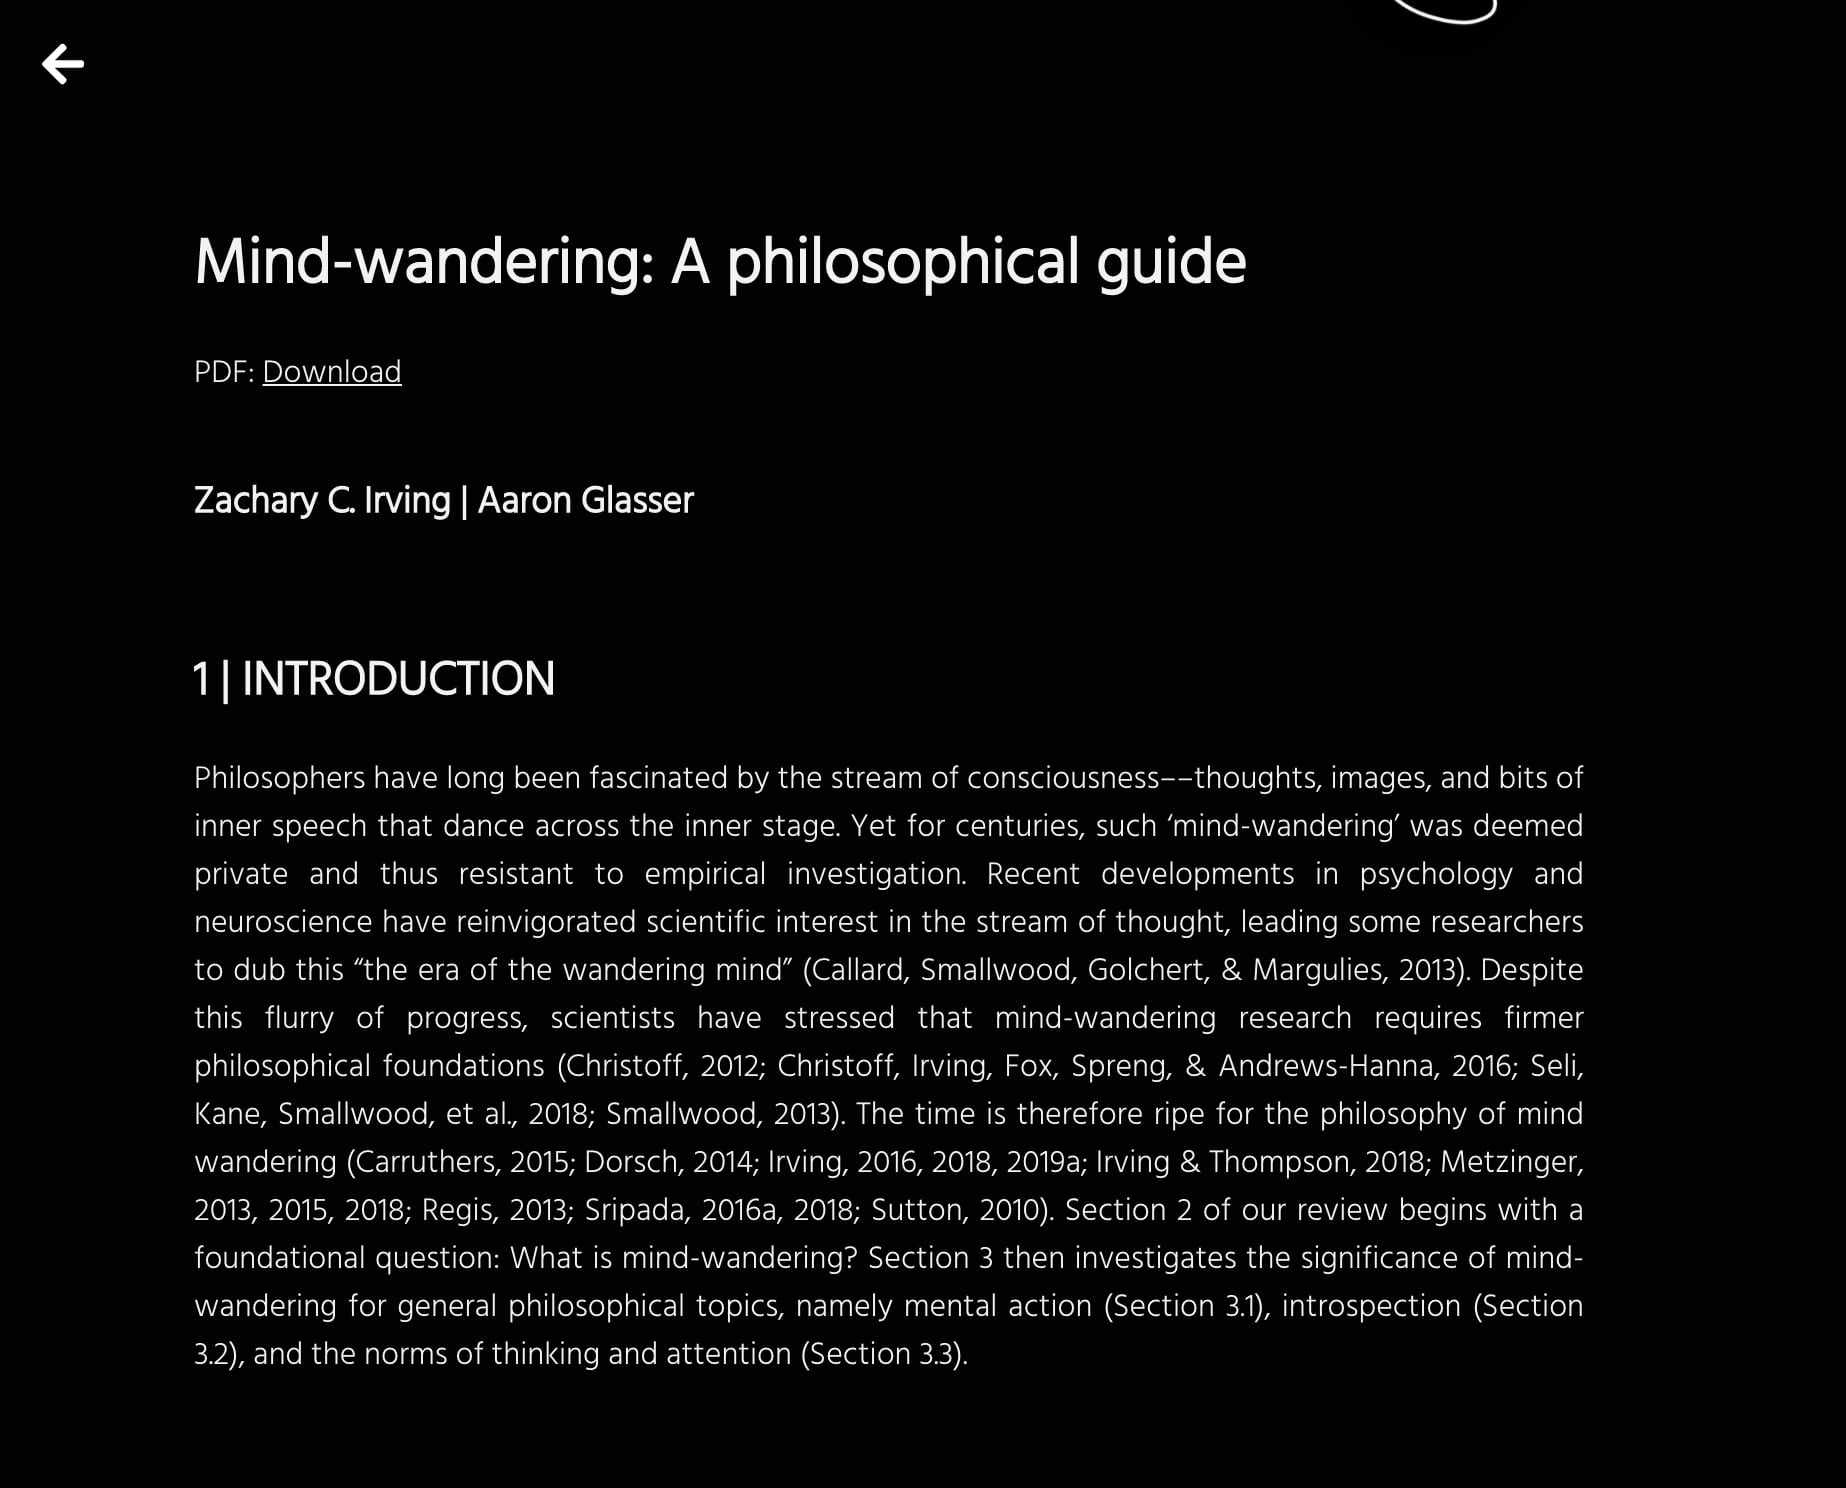 Mind-wandering: A philosophical guide
PDF: Download
Zachary C. Irving | Aaron Glasser
1 | INTRODUCTION
Philosophers have long been fascinated by the stream of consciousness––thoughts, images, and bits of
inner speech that dance across the inner stage. Yet for centuries, such ‘mind-wandering’ was deemed
private and thus resistant to empirical investigation. Recent developments in psychology and
neuroscience have reinvigorated scientific interest in the stream of thought, leading some researchers
to dub this “the era of the wandering mind” (Callard, Smallwood, Golchert, & Margulies, 2013). Despite
this flurry of progress, scientists have stressed that mind-wandering research requires firmer
philosophical foundations (Christoff, 2012; Christoff, Irving, Fox, Spreng, & Andrews-Hanna, 2016; Seli,
Kane, Smallwood, et al., 2018; Smallwood, 2013). The time is therefore ripe for the philosophy of mind
wandering (Carruthers, 2015; Dorsch, 2014; Irving, 2016, 2018, 2019a; Irving & Thompson, 2018; Metzinger,
2013, 2015, 2018; Regis, 2013; Sripada, 2016a, 2018; Sutton, 2010). Section 2 of our review begins with a
foundational question: What is mind-wandering? Section 3 then investigates the significance of mind-
wandering for general philosophical topics, namely mental action (Section 3.1), introspection (Section
3.2), and the norms of thinking and attention (Section 3.3).